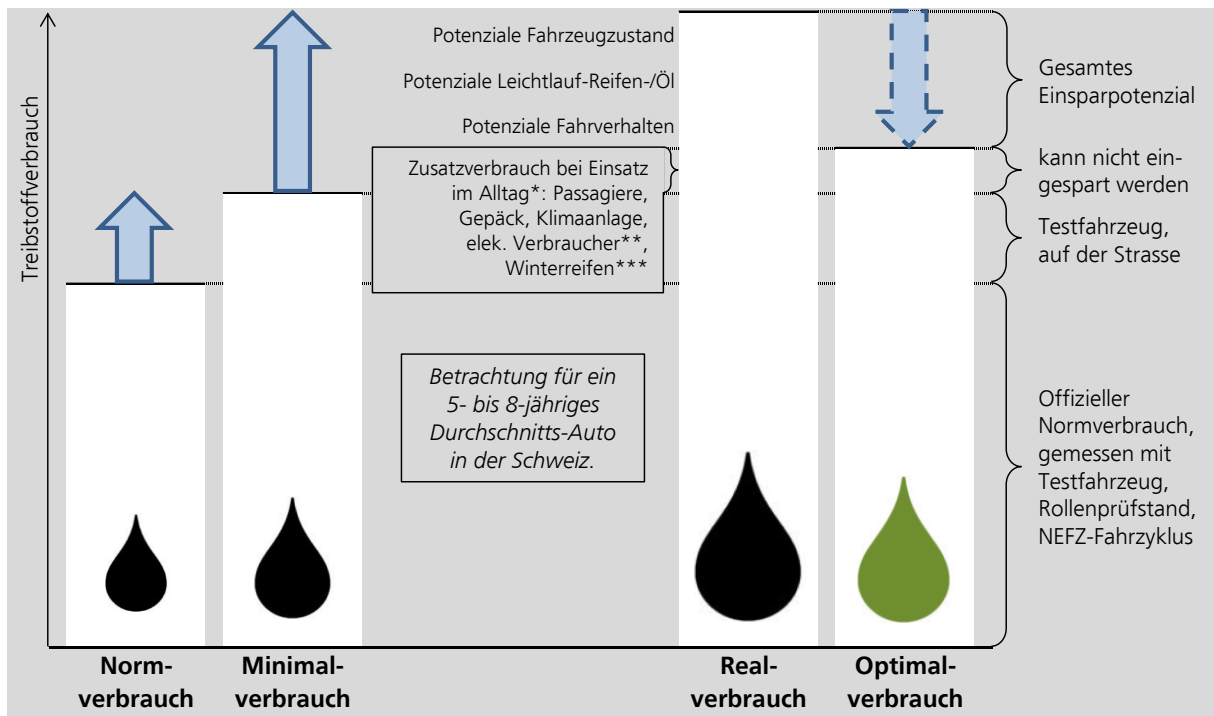 Treibstoffverbrauch
Potenziale Fahrzeugzustand
Potenziale Leichtlauf-Reifen-/Öl
Potenziale Fahrverhalten
Zusatzverbrauch bei Einsatz
im Alltag*: Passagiere,
Gepäck, Klimaanlage,
elek. Verbraucher**,
Winterreifen***
Betrachtung für ein
5- bis 8-jähriges
Durchschnitts-Auto
in der Schweiz.
Gesamtes
Einsparpotenzial
kann nicht ein-
gespart werden
Testfahrzeug,
auf der Strasse
Offizieller
Normverbrauch,
gemessen mit
Testfahrzeug,
Rollenprüfstand,
NEFZ-Fahrzyklus
Norm-
verbrauch
Minimal-
verbrauch
Real-
verbrauch
Optimal-
verbrauch